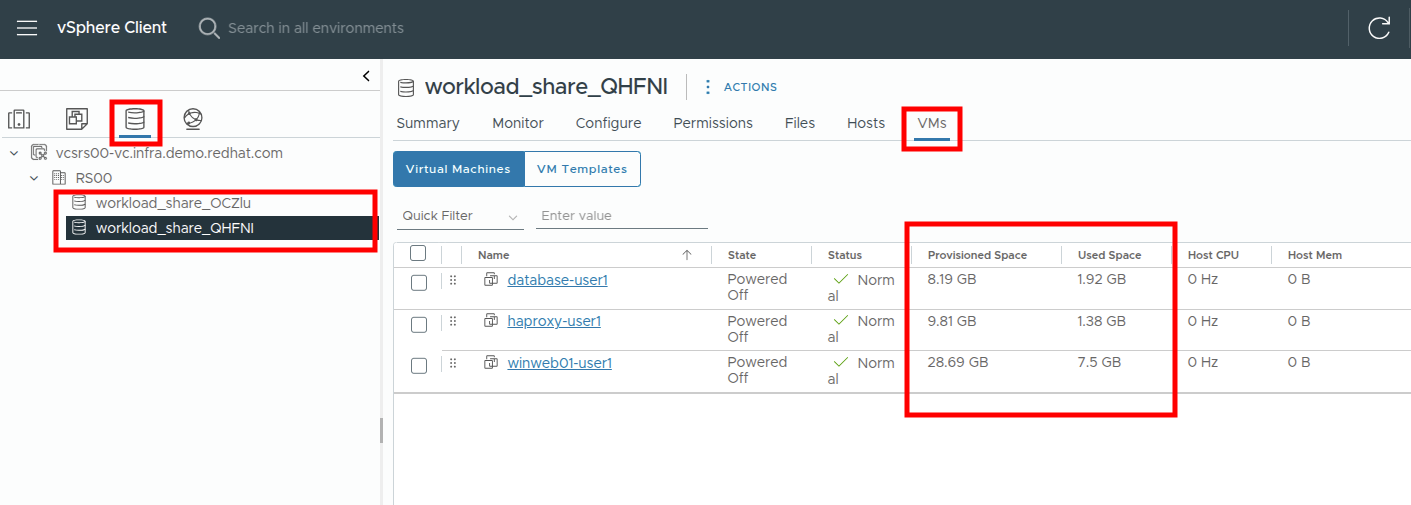 vSphere Client Search in all environments
workload_share_QHFNI ACTIONS
Summary Monitor Configure Permissions Files Hosts VMs
vcsrs00-vc.infra.demo.redhat.com
RS00
workload_share_OCZlu
workload_share_QHFNI
Virtual Machines VM Templates
Quick Filter Enter value
Name State Status Provisioned Space Used Space Host CPU Host Mem
database-user1 Powered Off Normal 8.19 GB 1.92 GB 0 Hz 0 B
haproxy-user1 Powered Off Normal 9.81 GB 1.38 GB 0 Hz 0 B
winweb01-user1 Powered Off Normal 28.69 GB 7.5 GB 0 Hz 0 B